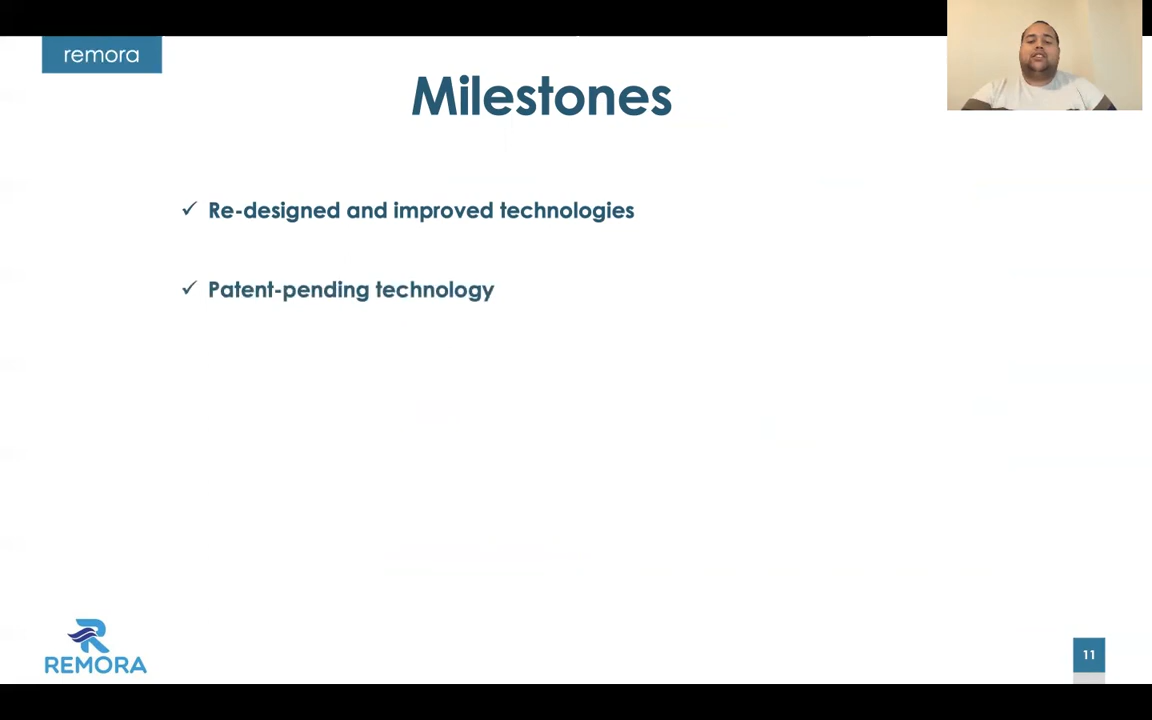 remora
Milestones
✓ Re-designed and improved technologies
✓ Patent-pending technology
REMORA
11